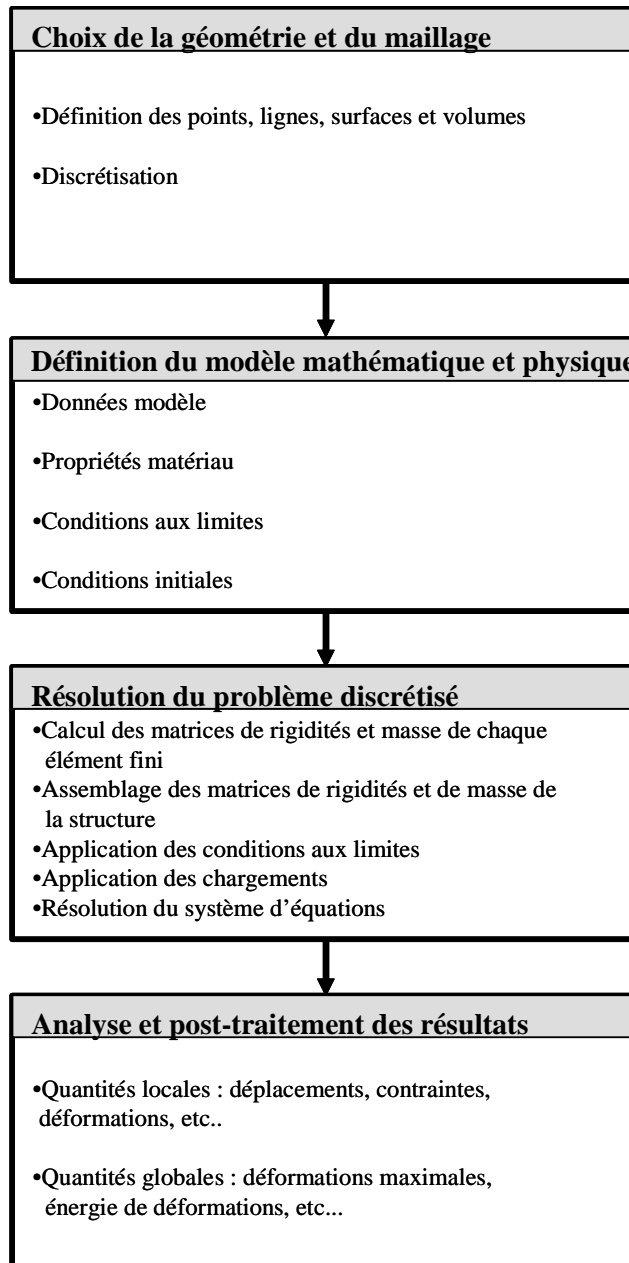 Choix de la géométrie et du maillage
•Définition des points, lignes, surfaces et volumes
•Discrétisation
Définition du modèle mathématique et physique
•Données modèle
•Propriétés matériau
•Conditions aux limites
•Conditions initiales
Résolution du problème discrétisé
•Calcul des matrices de rigidités et masse de chaque
élément fini
•Assemblage des matrices de rigidités et de masse de
la structure
•Application des conditions aux limites
•Application des chargements
•Résolution du système d’équations
Analyse et post-traitement des résultats
•Quantités locales : déplacements, contraintes,
déformations, etc..
•Quantités globales : déformations maximales,
énergie de déformations, etc...